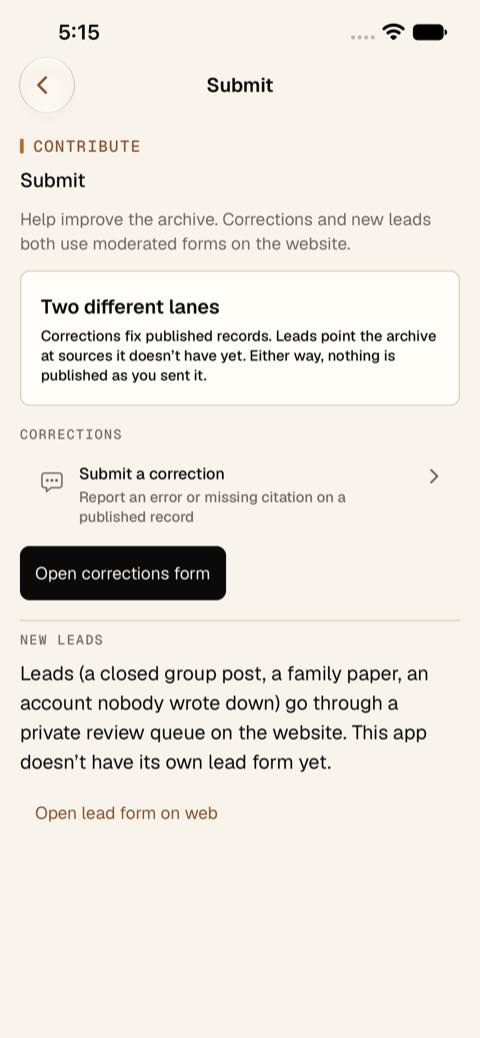 5:15
Submit
CONTRIBUTE
Submit
Help improve the archive. Corrections and new leads
both use moderated forms on the website.
Two different lanes
Corrections fix published records. Leads point the archive
at sources it doesn’t have yet. Either way, nothing is
published as you sent it.
CORRECTIONS
Submit a correction
Report an error or missing citation on a
published record
Open corrections form
NEW LEADS
Leads (a closed group post, a family paper, an
account nobody wrote down) go through a
private review queue on the website. This app
doesn’t have its own lead form yet.
Open lead form on web